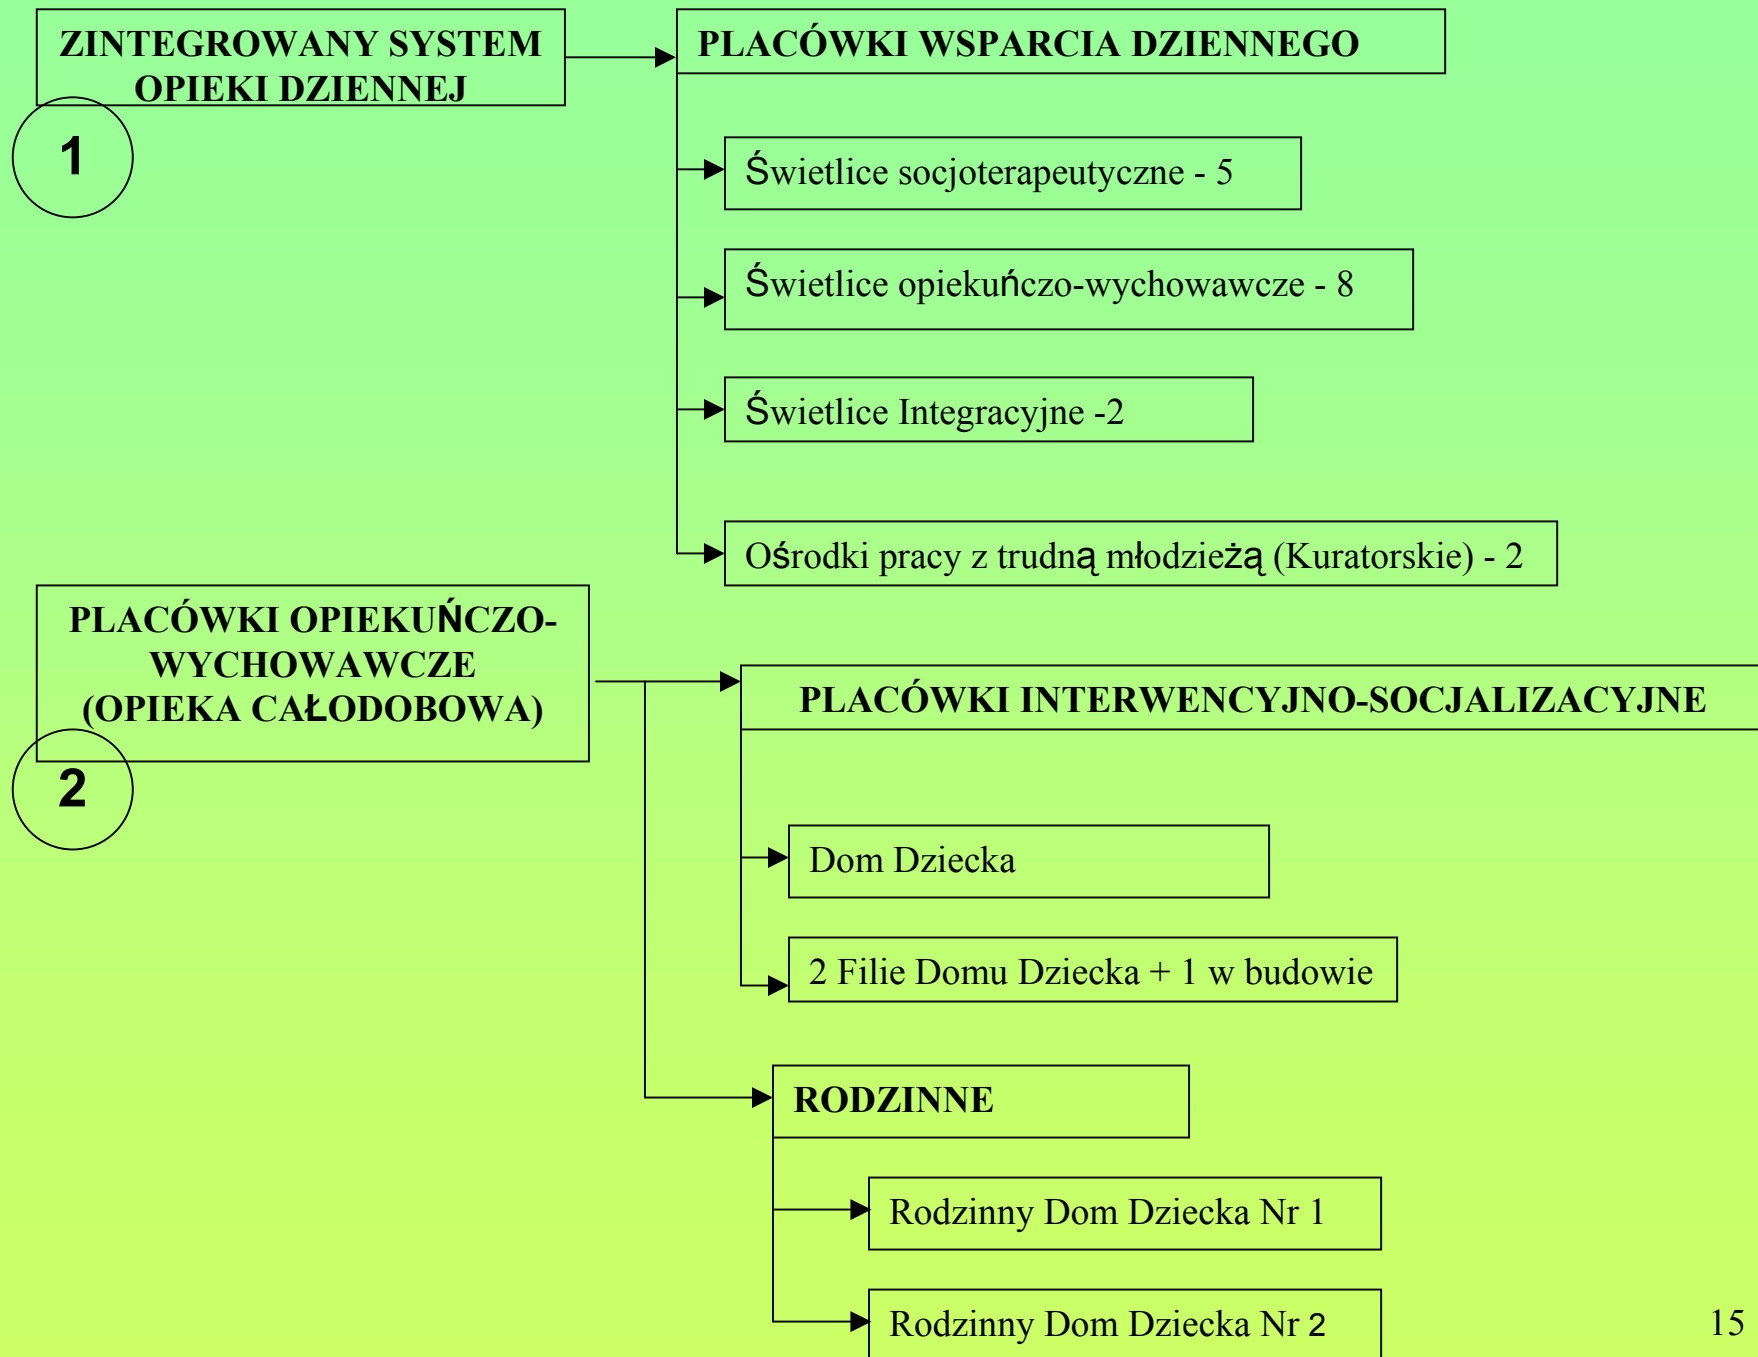 ZINTEGROWANY SYSTEM
OPIEKI DZIENNEJ
1
PLACÓWKI WSPARCIA DZIENNEGO
Świetlice socjoterapeutyczne - 5
Świetlice opiekuńczo-wychowawcze - 8
Świetlice Integracyjne -2
Ośrodki pracy z trudną młodzieżą (Kuratorskie) - 2
PLACÓWKI OPIEKUŃCZO-
WYCHOWAWCZE
(OPIEKA CAŁODOBOWA)
2
PLACÓWKI INTERWENCYJNO-SOCJALIZACYJNE
Dom Dziecka
2 Filie Domu Dziecka + 1 w budowie
RODZINNE
Rodzinny Dom Dziecka Nr 1
Rodzinny Dom Dziecka Nr 2
15